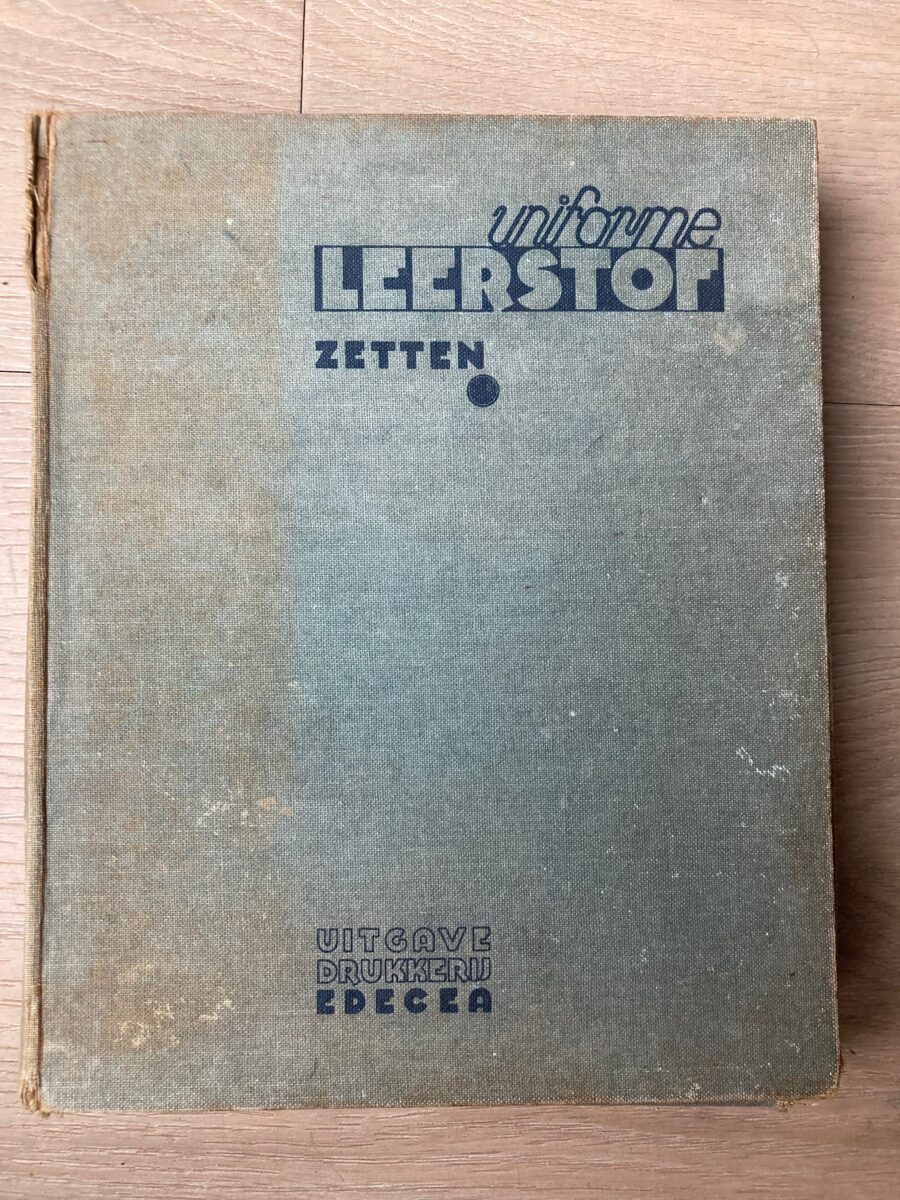 uniforme
LEERSTOF
ZETTEN
UITGAVE
DRUKKERIJ
EDECEA